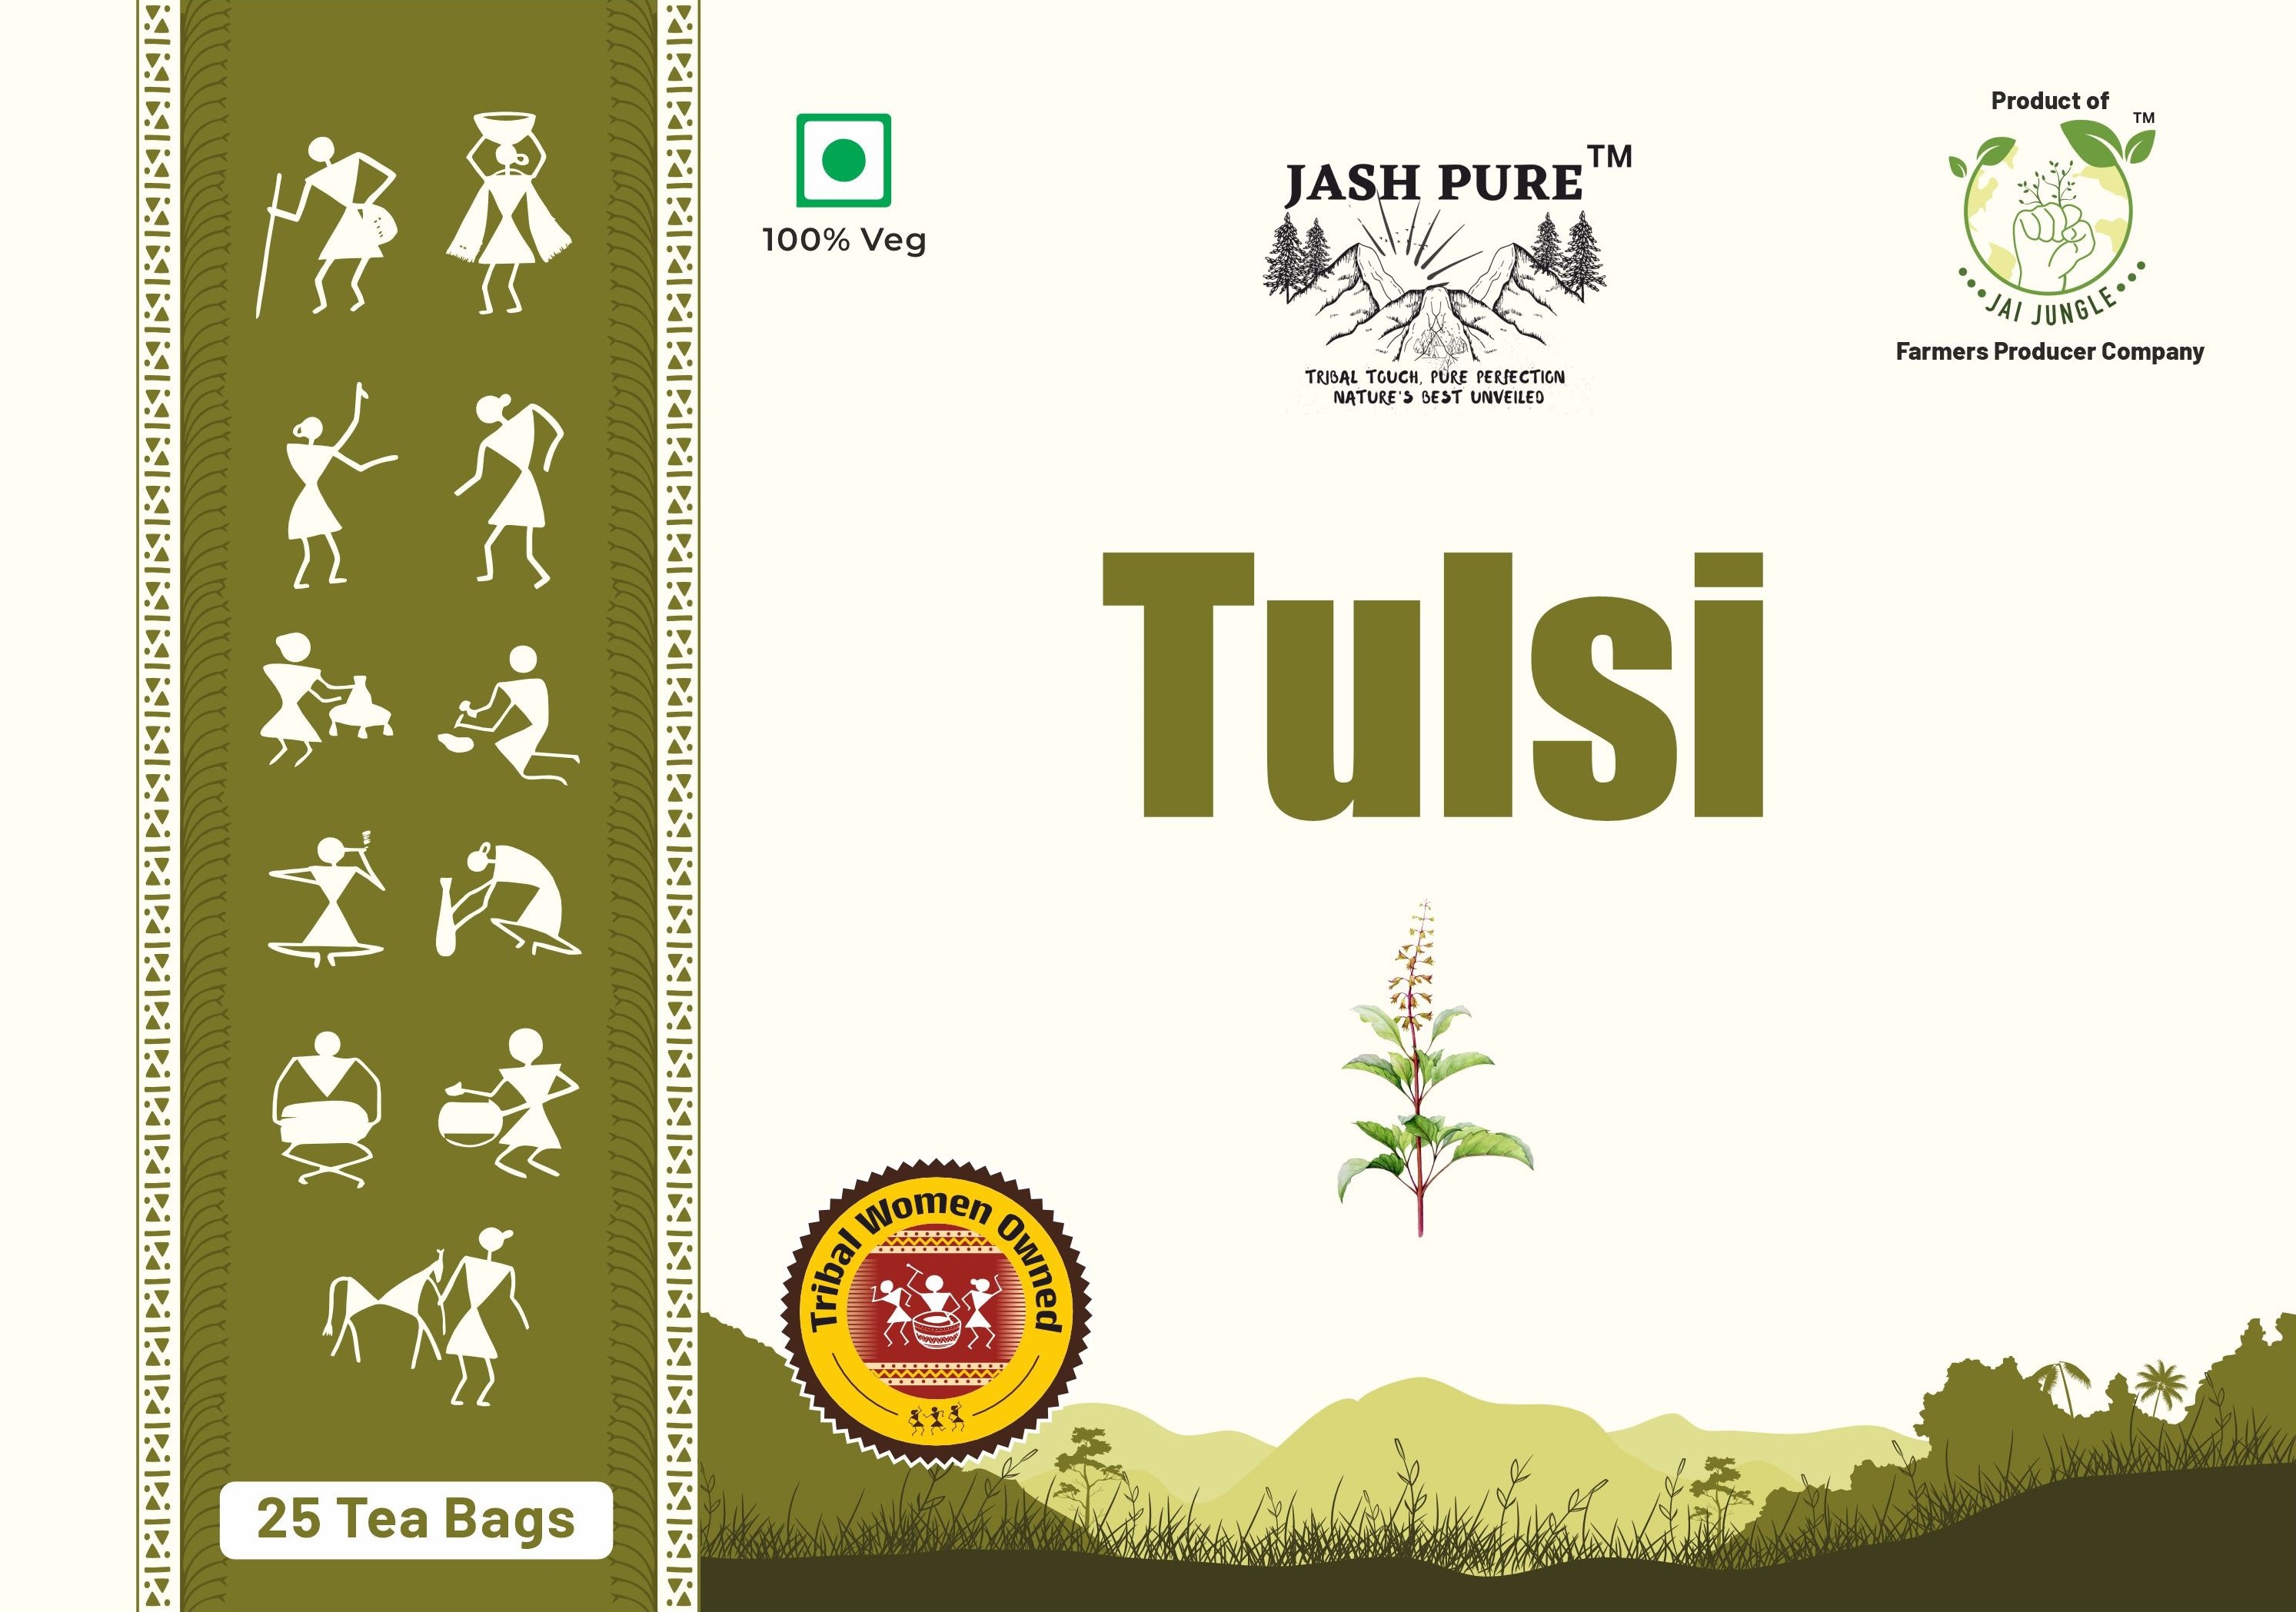 100% Veg
JASH PURE™
TRIBAL TOUCH, PURE PERFECTION
NATURE'S BEST UNVEILED
Product of
TM
JAI JUNGLE
Farmers Producer Company
Tulsi
Tribal Women Owned
25 Tea Bags